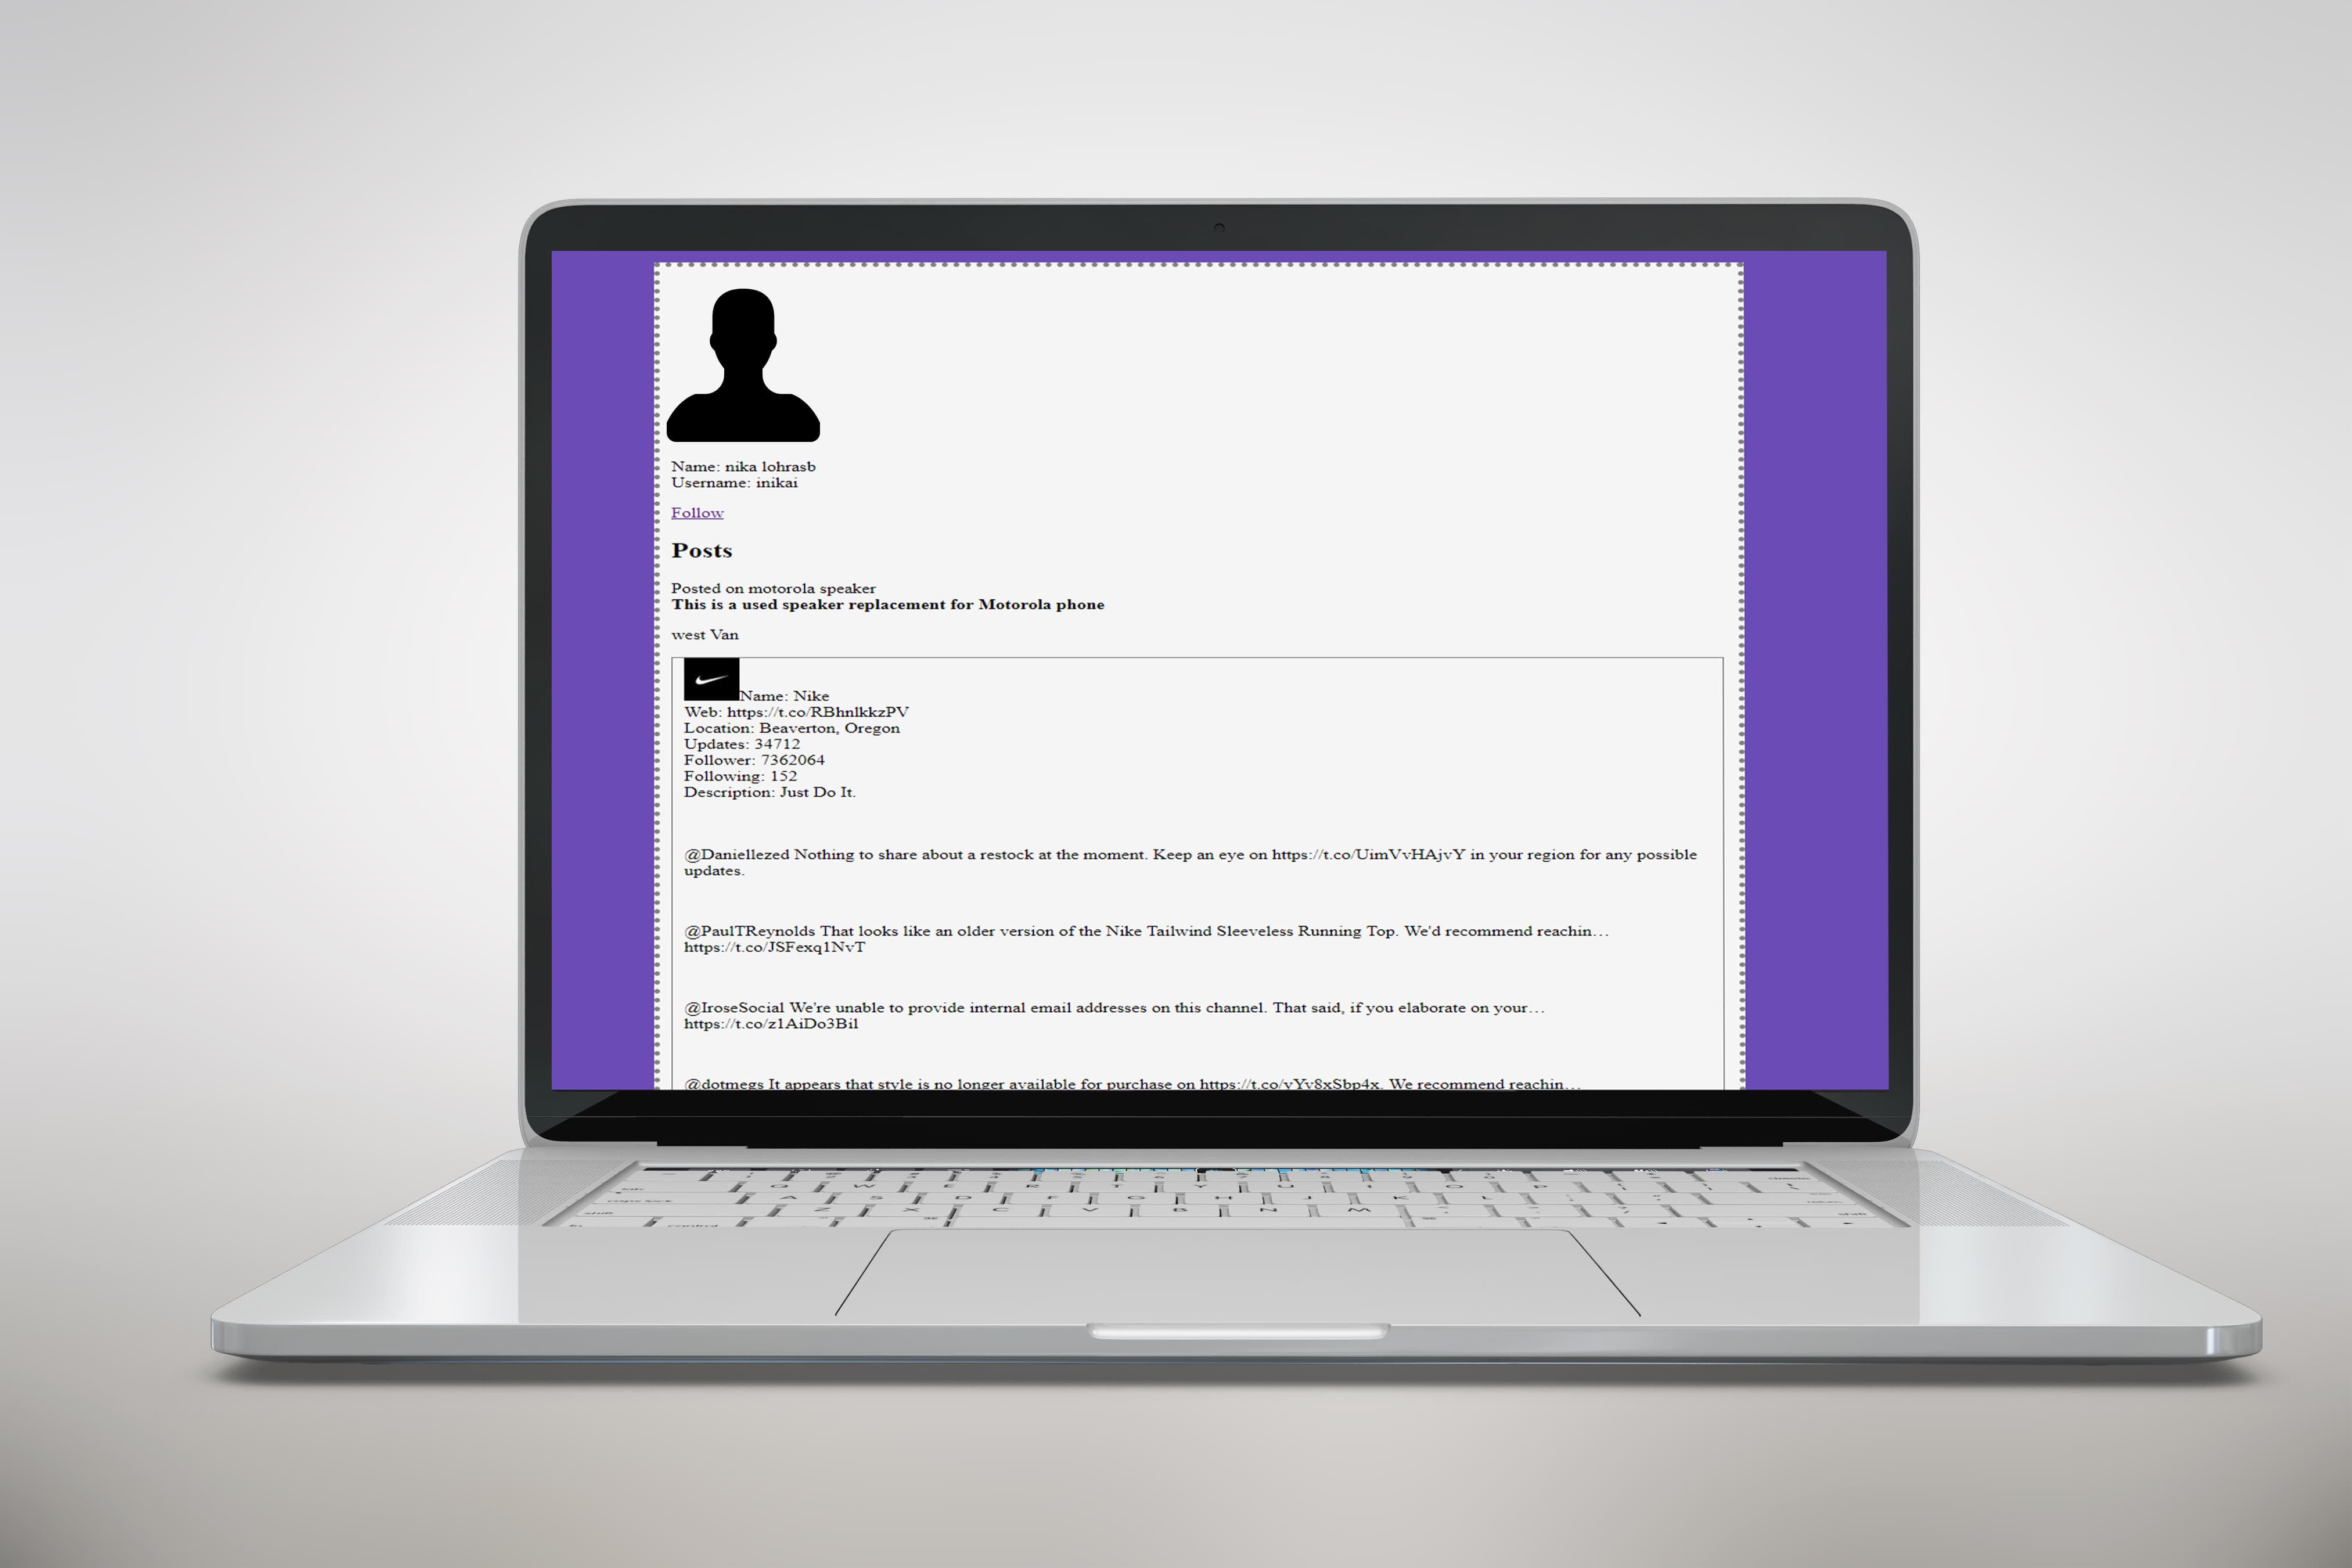 Name: nika lohrasb
Username: inikai
Follow
Posts
Posted on motorola speaker
This is a used speaker replacement for Motorola phone
west Van
Name: Nike
Web: https://t.co/RBhnlkkzPV
Location: Beaverton, Oregon
Updates: 34712
Follower: 7362064
Following: 152
Description: Just Do It.
@Daniellezed Nothing to share about a restock at the moment. Keep an eye on https://t.co/UimVvHAjvY in your region for any possible
updates.
@PaulTReynolds That looks like an older version of the Nike Tailwind Sleeveless Running Top. We'd recommend reachin…
https://t.co/JSFexq1NvT
@IroseSocial We're unable to provide internal email addresses on this channel. That said, if you elaborate on your…
https://t.co/z1AiDo3Bil
@dotmegs It appears that style is no longer available for purchase on https://t.co/vYv8xSbp4x. We recommend reachin…
Q W E R T Y U I O P
caps lock A S D F G H J K L
shift Z X C V B N M shift
fn control